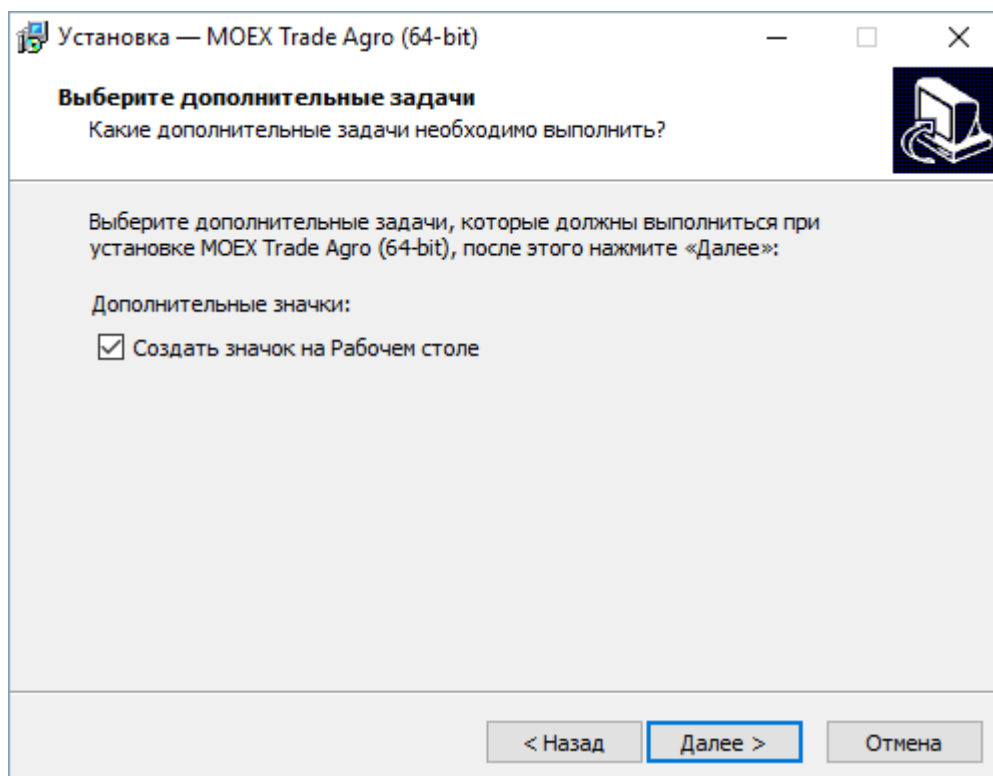 Установка — MOEX Trade Agro (64-bit)
Выберите дополнительные задачи
Какие дополнительные задачи необходимо выполнить?
Выберите дополнительные задачи, которые должны выполниться при
установке MOEX Trade Agro (64-bit), после этого нажмите «Далее»:
Дополнительные значки:
Создать значок на Рабочем столе
< Назад
Далее >
Отмена